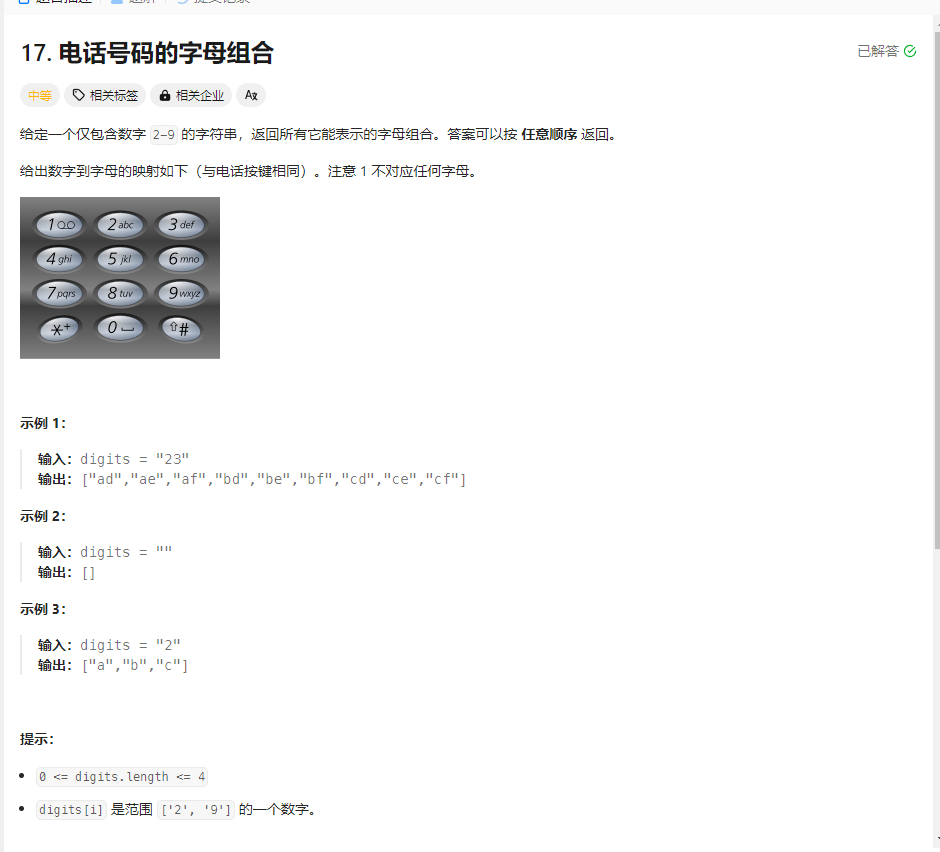 17. 电话号码的字母组合
已解答
中等 相关标签 相关企业 Aあ
给定一个仅包含数字 2-9 的字符串，返回所有它能表示的字母组合。答案可以按 任意顺序 返回。
给出数字到字母的映射如下（与电话按键相同）。注意 1 不对应任何字母。
1 2 abc 3 def
4 ghi 5 jkl 6 mno
7 pqrs 8 tuv 9 wxyz
* + 0 #
示例 1：
输入：digits = "23"
输出：["ad","ae","af","bd","be","bf","cd","ce","cf"]
示例 2：
输入：digits = ""
输出：[]
示例 3：
输入：digits = "2"
输出：["a","b","c"]
提示：
0 <= digits.length <= 4
digits[i] 是范围 ['2', '9'] 的一个数字。